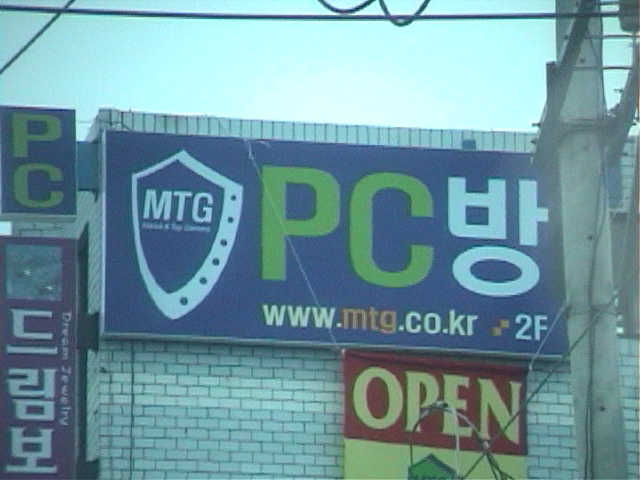 PC
MTG
PC방
www.mtg.co.kr 2F
드림보
Dream Jewelry
OPEN